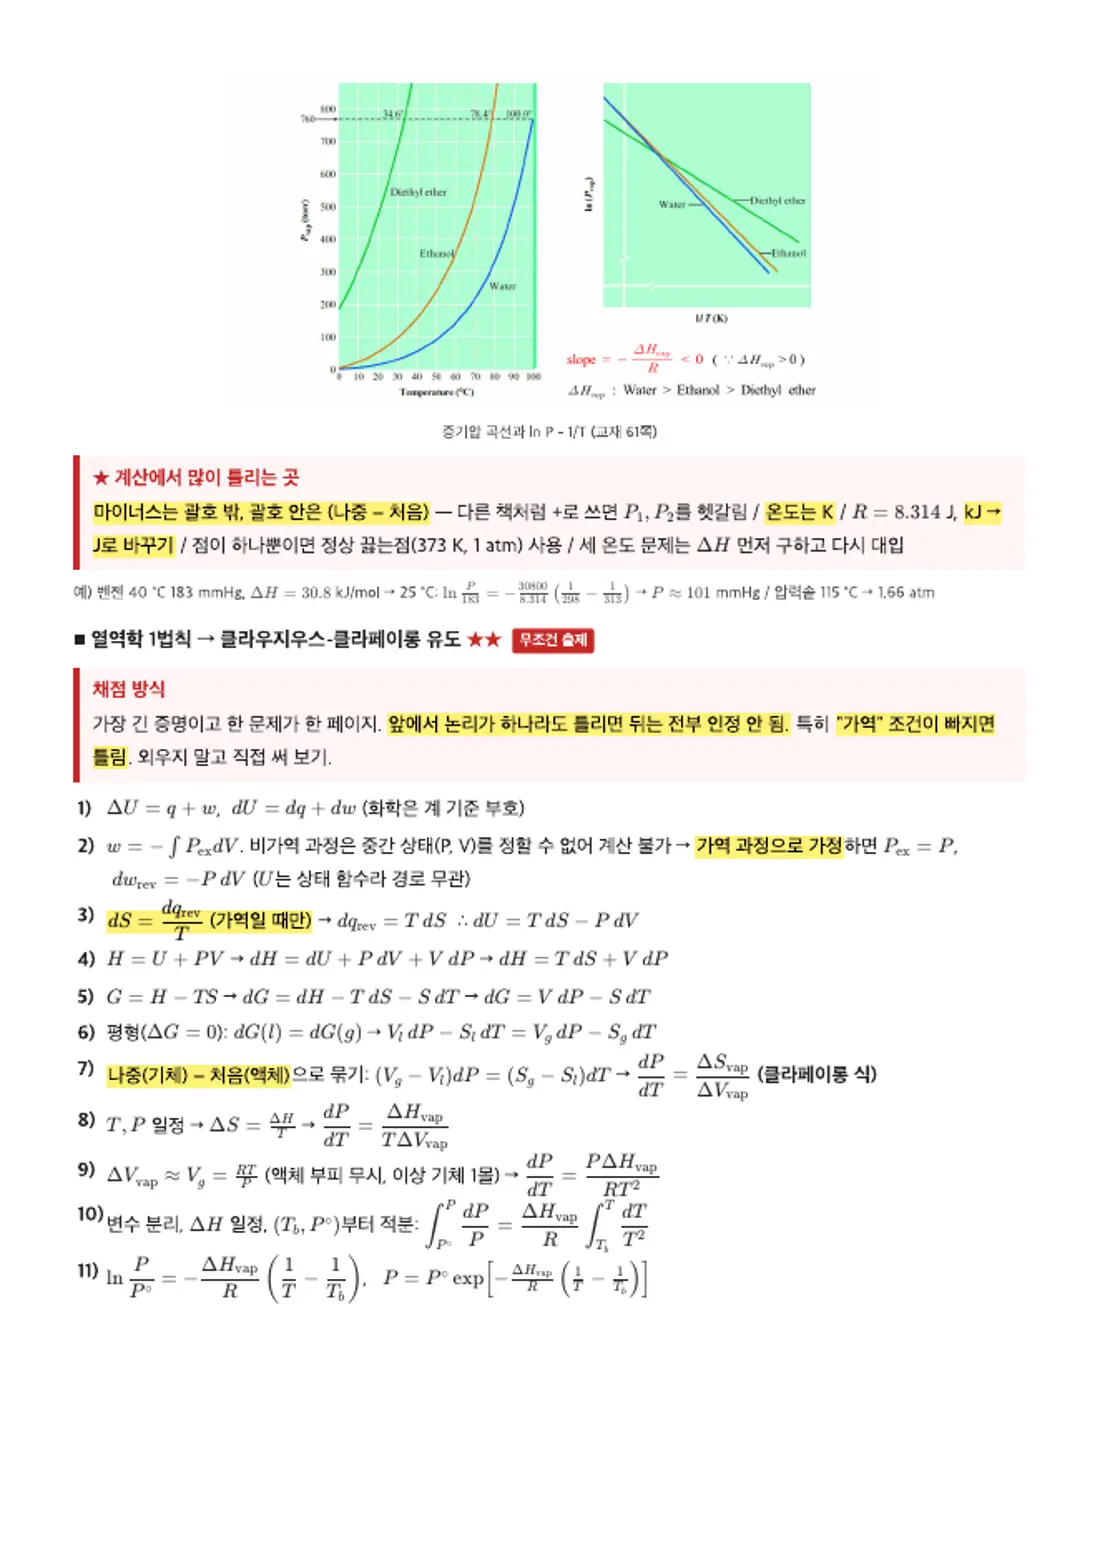 800
760
700
600
500
400
300
200
100
0
34.6°
78.4°
100.0°
Diethyl ether
Ethanol
Water
P_vap (torr)
0 10 20 30 40 50 60 70 80 90 100
Temperature (°C)
ln (P_vap)
Water
Diethyl ether
Ethanol
1/T (K)
slope = − ΔH_vap / R < 0 ( ∵ ΔH_vap > 0 )
ΔH_vap : Water > Ethanol > Diethyl ether
증기압 곡선과 ln P - 1/T (교재 61쪽)
★ 계산에서 많이 틀리는 곳
마이너스는 괄호 밖, 괄호 안은 (나중 − 처음) — 다른 책처럼 +로 쓰면 P₁, P₂를 헷갈림 / 온도는 K / R = 8.314 J, kJ →
J로 바꾸기 / 점이 하나뿐이면 정상 끓는점(373 K, 1 atm) 사용 / 세 온도 문제는 ΔH 먼저 구하고 다시 대입
예) 벤젠 40 °C 183 mmHg, ΔH = 30.8 kJ/mol → 25 °C: ln P/183 = −30800/8.314 (1/298 − 1/313) → P ≈ 101 mmHg / 압력솥 115 °C → 1.66 atm
■ 열역학 1법칙 → 클라우지우스-클라페이롱 유도 ★★ 무조건 출제
채점 방식
가장 긴 증명이고 한 문제가 한 페이지. 앞에서 논리가 하나라도 틀리면 뒤는 전부 인정 안 됨. 특히 "가역" 조건이 빠지면
틀림. 외우지 말고 직접 써 보기.
1) ΔU = q + w, dU = dq + dw (화학은 계 기준 부호)
2) w = −∫ P_ex dV. 비가역 과정은 중간 상태(P, V)를 정할 수 없어 계산 불가 → 가역 과정으로 가정하면 P_ex = P,
dw_rev = −P dV (U는 상태 함수라 경로 무관)
3) dS = dq_rev / T (가역일 때만) → dq_rev = T dS ∴ dU = T dS − P dV
4) H = U + PV → dH = dU + P dV + V dP → dH = T dS + V dP
5) G = H − TS → dG = dH − T dS − S dT → dG = V dP − S dT
6) 평형(ΔG = 0): dG(l) = dG(g) → V_l dP − S_l dT = V_g dP − S_g dT
7) 나중(기체) − 처음(액체)으로 묶기: (V_g − V_l)dP = (S_g − S_l)dT → dP/dT = ΔS_vap/ΔV_vap (클라페이롱 식)
8) T, P 일정 → ΔS = ΔH/T → dP/dT = ΔH_vap/TΔV_vap
9) ΔV_vap ≈ V_g = RT/P (액체 부피 무시, 이상 기체 1몰) → dP/dT = PΔH_vap/RT²
10) 변수 분리, ΔH 일정, (T_b, P°)부터 적분: ∫_{P°}^{P} dP/P = ΔH_vap/R ∫_{T_b}^{T} dT/T²
11) ln P/P° = −ΔH_vap/R (1/T − 1/T_b), P = P° exp[−ΔH_vap/R (1/T − 1/T_b)]